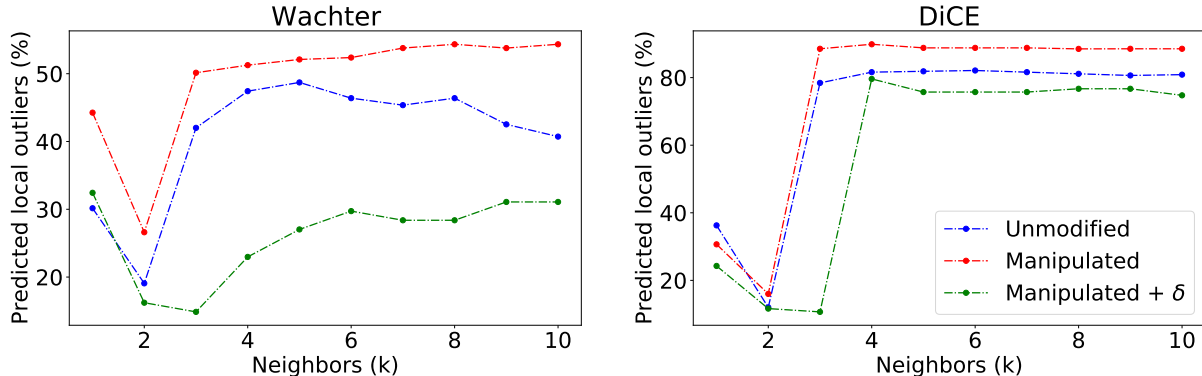 Wachter
Predicted local outliers (%)
50
40
30
20
2
4
6
8
10
Neighbors (k)
DiCE
Predicted local outliers (%)
80
60
40
20
2
4
6
8
10
Neighbors (k)
Unmodified
Manipulated
Manipulated + δ